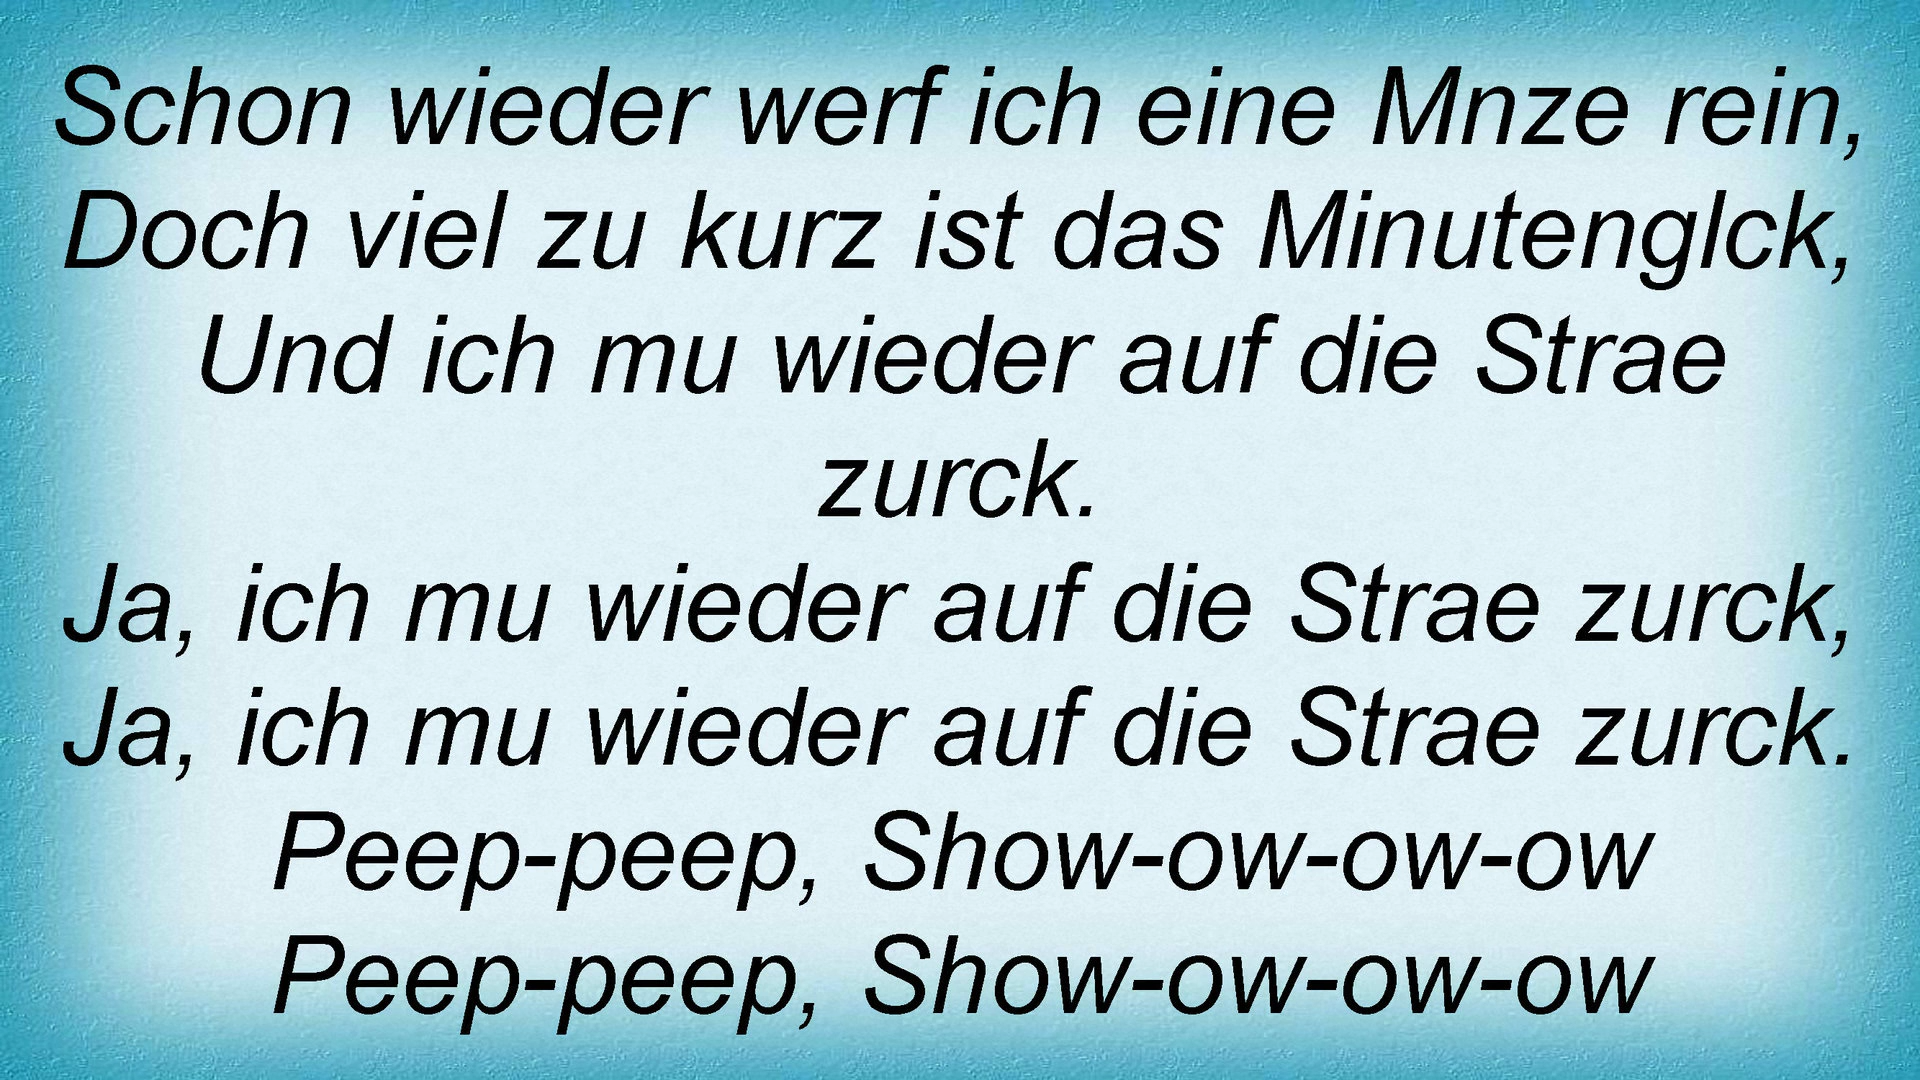 Schon wieder werf ich eine Mnze rein,
Doch viel zu kurz ist das Minutenglck,
Und ich mu wieder auf die Strae
zurck.
Ja, ich mu wieder auf die Strae zurck,
Ja, ich mu wieder auf die Strae zurck.
Peep-peep, Show-ow-ow-ow
Peep-peep, Show-ow-ow-ow